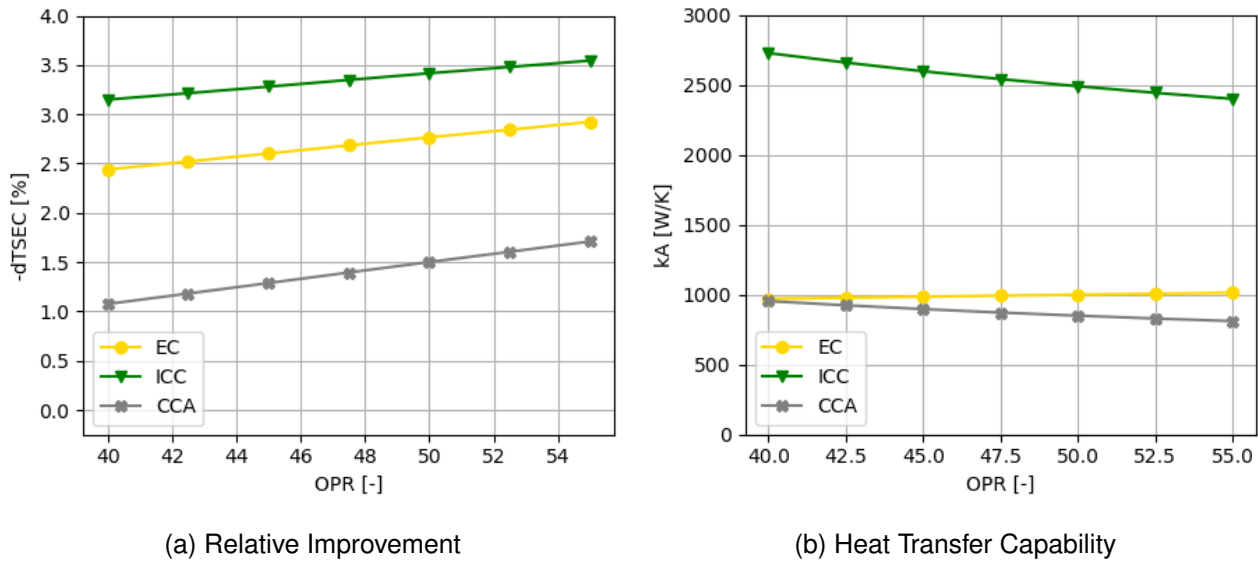 4.0
3.5
3.0
2.5
2.0
1.5
1.0
0.5
0.0
-dTSEC [%]
EC
ICC
CCA
40 42 44 46 48 50 52 54
OPR [-]
(a) Relative Improvement
3000
2500
2000
1500
1000
500
0
kA [W/K]
EC
ICC
CCA
40.0 42.5 45.0 47.5 50.0 52.5 55.0
OPR [-]
(b) Heat Transfer Capability